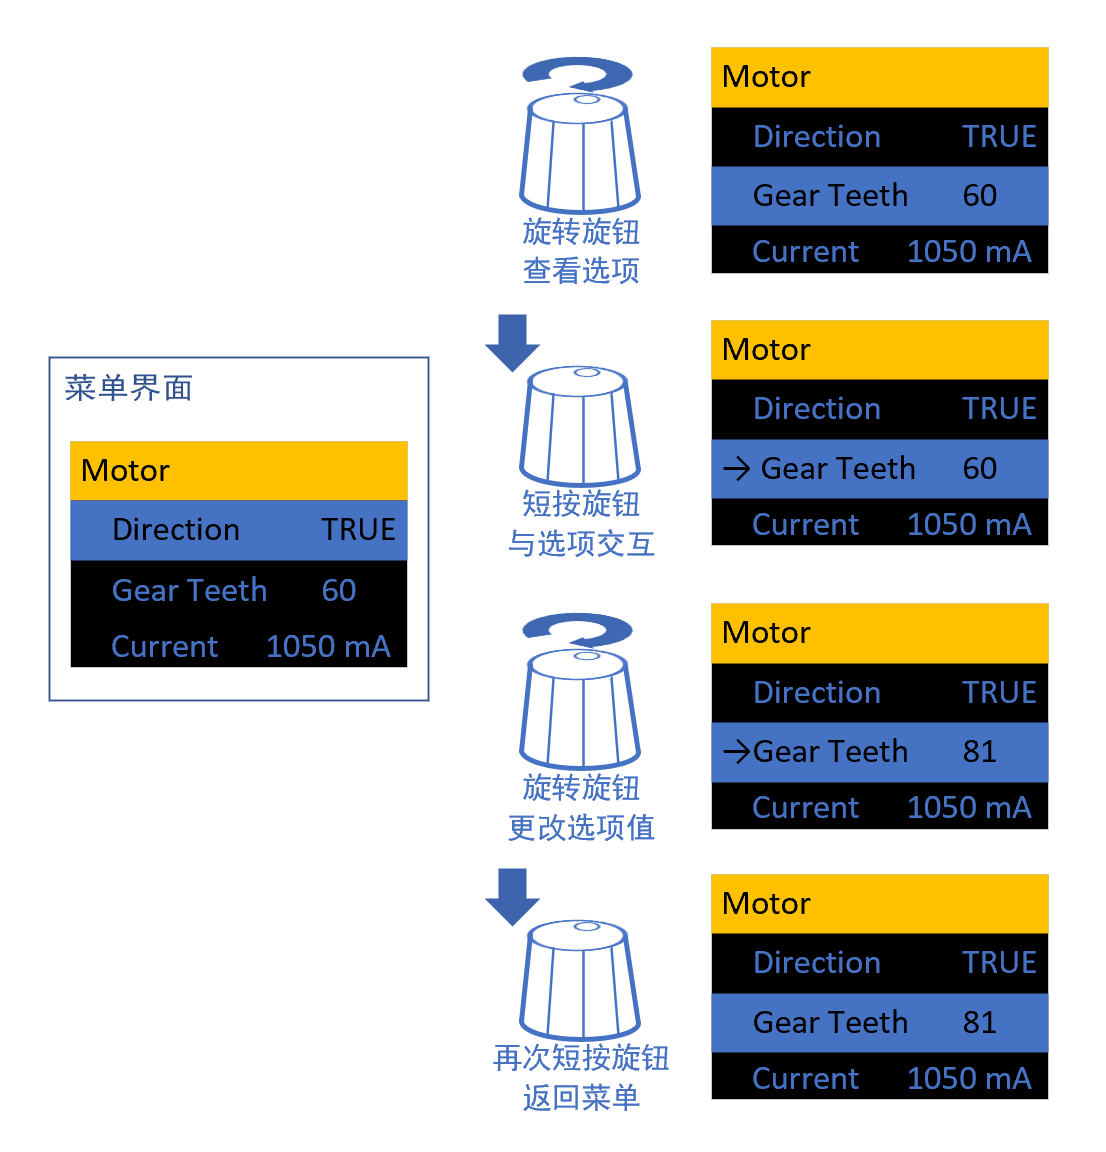 菜单界面
Motor
Direction TRUE
Gear Teeth 60
Current 1050 mA
旋转旋钮
查看选项
Motor
Direction TRUE
Gear Teeth 60
Current 1050 mA
短按旋钮
与选项交互
Motor
Direction TRUE
→ Gear Teeth 60
Current 1050 mA
旋转旋钮
更改选项值
Motor
Direction TRUE
→Gear Teeth 81
Current 1050 mA
再次短按旋钮
返回菜单
Motor
Direction TRUE
Gear Teeth 81
Current 1050 mA